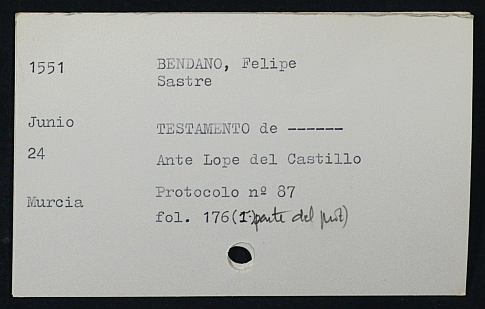 1551
BENDANO, Felipe
Sastre
Junio
TESTAMENTO de ------
24
Ante Lope del Castillo
Protocolo nº 87
Murcia
fol. 176(1ª parte del prot)